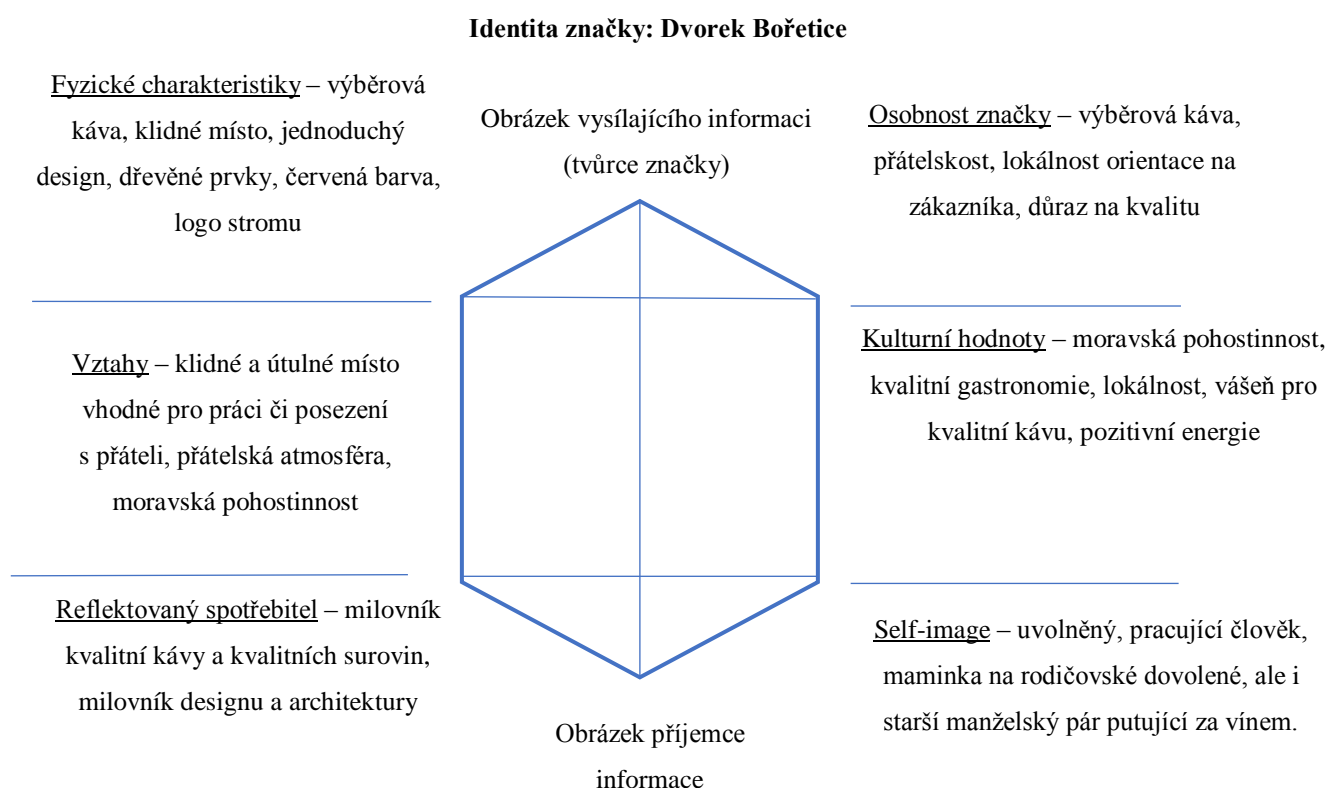 Identita značky: Dvorek Bořetice
Fyzické charakteristiky – výběrová
káva, klidné místo, jednoduchý
design, dřevěné prvky, červená barva,
logo stromu
Obrázek vysílajícího informaci
(tvůrce značky)
Osobnost značky – výběrová káva,
přátelskost, lokálnost orientace na
zákazníka, důraz na kvalitu
Vztahy – klidné a útulné místo
vhodné pro práci či posezení
s přáteli, přátelská atmosféra,
moravská pohostinnost
Kulturní hodnoty – moravská pohostinnost,
kvalitní gastronomie, lokálnost, vášeň pro
kvalitní kávu, pozitivní energie
Reflektovaný spotřebitel – milovník
kvalitní kávy a kvalitních surovin,
milovník designu a architektury
Self-image – uvolněný, pracující člověk,
maminka na rodičovské dovolené, ale i
starší manželský pár putující za vínem.
Obrázek příjemce
informace